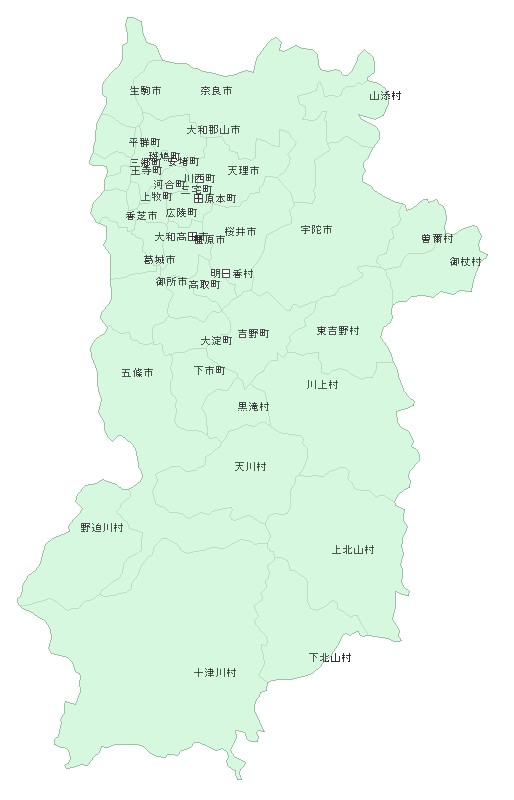 生駒市
奈良市
山添村
大和郡山市
平群町
斑鳩町
三郷町
安堵町
王寺町
天理市
川西町
河合町
三宅町
上牧町
田原本町
香芝市
広陵町
大和高田市
橿原市
桜井市
宇陀市
曽爾村
御杖村
葛城市
御所市
高取町
明日香村
大淀町
吉野町
東吉野村
五條市
下市町
川上村
黒滝村
天川村
野迫川村
上北山村
下北山村
十津川村